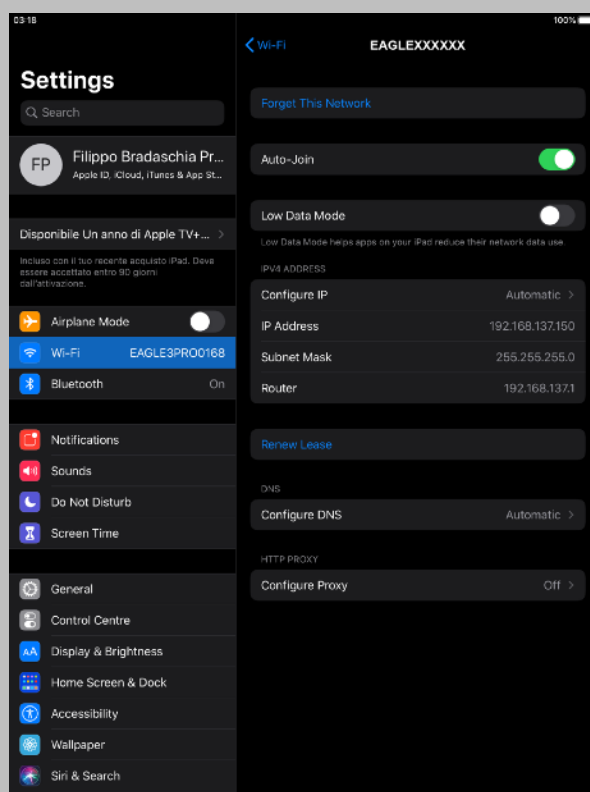 03:18
100%
Settings
Search
FP
Filippo Bradaschia Pr...
Apple ID, iCloud, iTunes & App St...
Disponibile Un anno di Apple TV+...
Incluso con il tuo recente acquisto iPad. Deve
essere accettato entro 90 giorni
dall'attivazione.
Airplane Mode
Wi-Fi EAGLE3PRO0168
Bluetooth On
Notifications
Sounds
Do Not Disturb
Screen Time
General
Control Centre
AA Display & Brightness
Home Screen & Dock
Accessibility
Wallpaper
Siri & Search
Wi-Fi EAGLEXXXXXX
Forget This Network
Auto-Join
Low Data Mode
Low Data Mode helps apps on your iPad reduce their network data use
IPV4 ADDRESS
Configure IP Automatic
IP Address 192.168.137.150
Subnet Mask 255.255.255.0
Router 192.168.137.1
Renew Lease
DNS
Configure DNS Automatic
HTTP PROXY
Configure Proxy Off